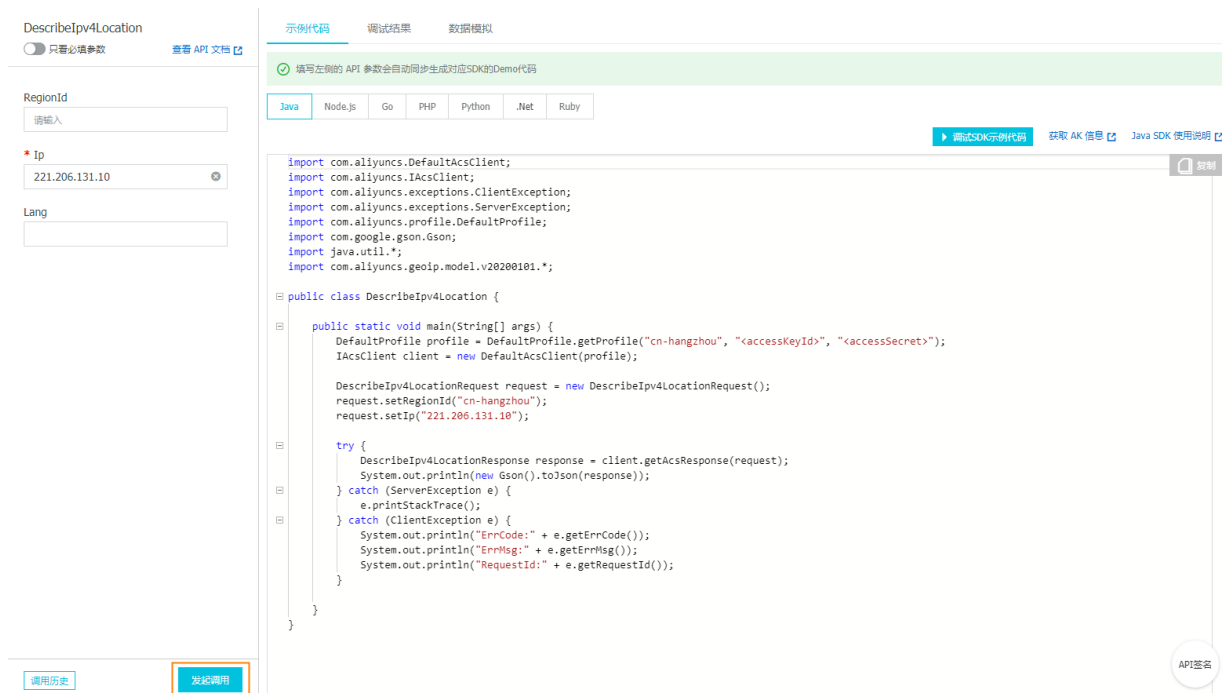 DescribeIpv4Location
只看必填参数
查看 API 文档
RegionId
请输入
* Ip
221.206.131.10
Lang
调用历史
发起调用
示例代码 调试结果 数据模拟
填写左侧的 API 参数会自动同步生成对应SDK的Demo代码
Java Node.js Go PHP Python .Net Ruby
调试SDK示例代码 获取 AK 信息 Java SDK 使用说明
复制
import com.aliyuncs.DefaultAcsClient;
import com.aliyuncs.IAcsClient;
import com.aliyuncs.exceptions.ClientException;
import com.aliyuncs.exceptions.ServerException;
import com.aliyuncs.profile.DefaultProfile;
import com.google.gson.Gson;
import java.util.*;
import com.aliyuncs.geoip.model.v20200101.*;
public class DescribeIpv4Location {
public static void main(String[] args) {
DefaultProfile profile = DefaultProfile.getProfile("cn-hangzhou", "<accessKeyId>", "<accessSecret>");
IAcsClient client = new DefaultAcsClient(profile);
DescribeIpv4LocationRequest request = new DescribeIpv4LocationRequest();
request.setRegionId("cn-hangzhou");
request.setIp("221.206.131.10");
try {
DescribeIpv4LocationResponse response = client.getAcsResponse(request);
System.out.println(new Gson().toJson(response));
} catch (ServerException e) {
e.printStackTrace();
} catch (ClientException e) {
System.out.println("ErrCode:" + e.getErrCode());
System.out.println("ErrMsg:" + e.getErrMsg());
System.out.println("RequestId:" + e.getRequestId());
}
}
}
API签名